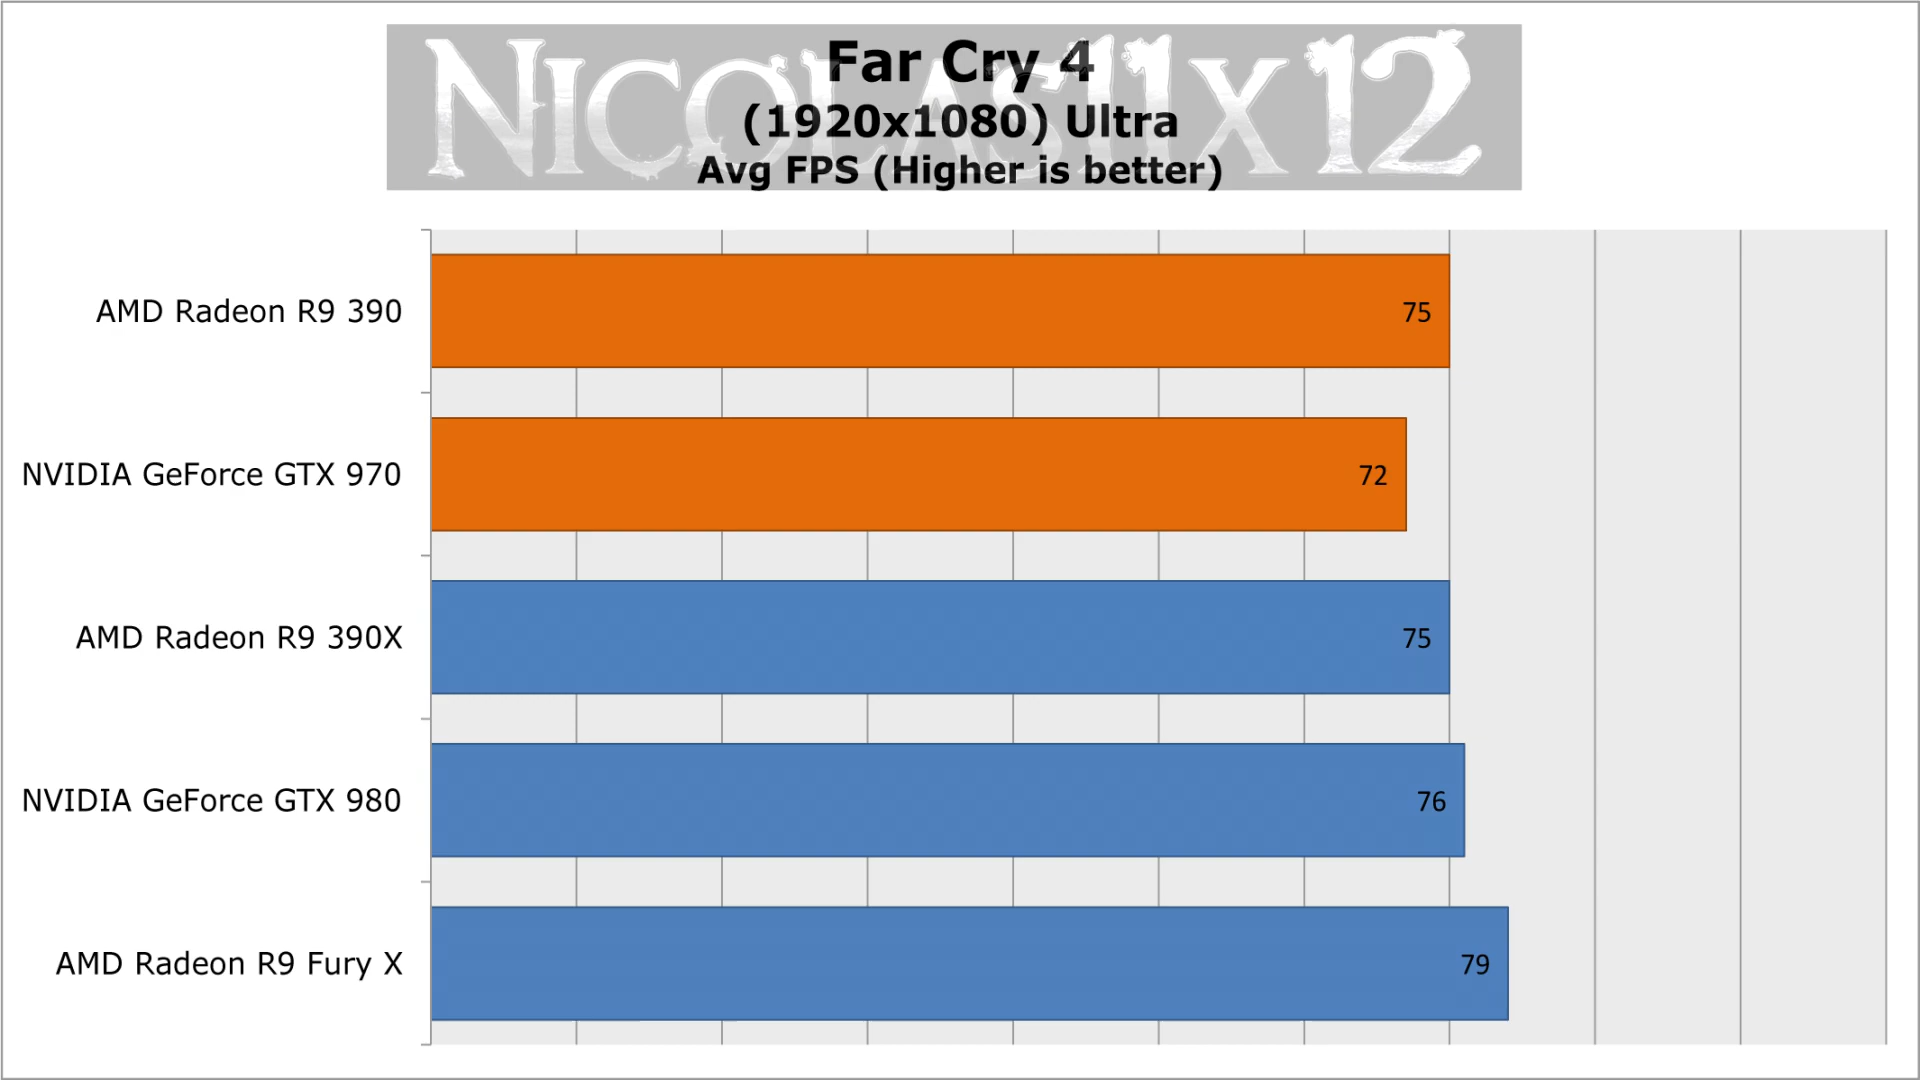 NICOLAS11X12
Far Cry 4
(1920x1080) Ultra
Avg FPS (Higher is better)
AMD Radeon R9 390
75
NVIDIA GeForce GTX 970
72
AMD Radeon R9 390X
75
NVIDIA GeForce GTX 980
76
AMD Radeon R9 Fury X
79